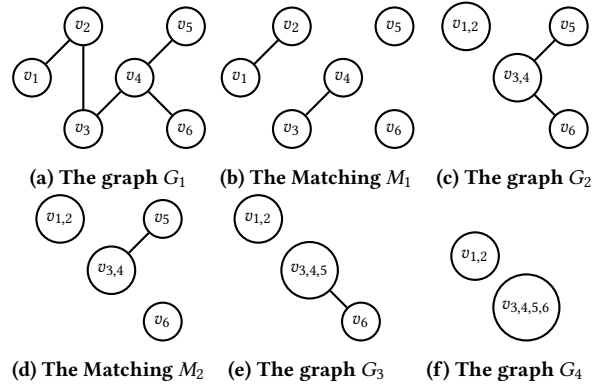 v2 v5 v2 v5 v1,2 v5
v1 v4 v1 v4 v3,4
v3 v6 v3 v6 v6
(a) The graph G1 (b) The Matching M1 (c) The graph G2
v1,2 v5 v1,2
v3,4 v3,4,5 v1,2
v6 v6 v3,4,5,6
(d) The Matching M2 (e) The graph G3 (f) The graph G4